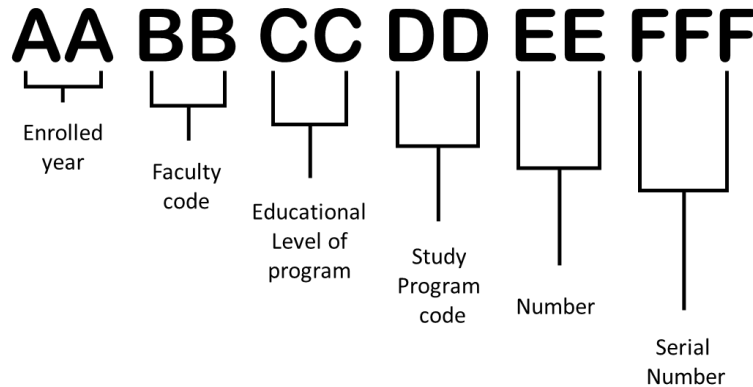 AA BB CC DD EE FFF
Enrolled
year
Faculty
code
Educational
Level of
program
Study
Program
code
Number
Serial
Number